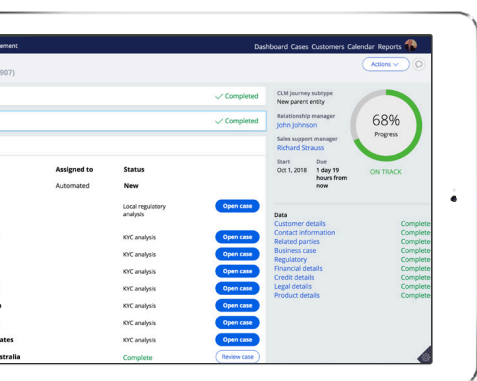 ement
Dashboard Cases Customers Calendar Reports
907)
Actions
Completed
Completed
CLM journey subtype
New parent entity
Relationship manager
John Johnson
Sales support manager
Richard Strauss
Start Due
Oct 1, 2018 1 day 19
hours from
now
68%
Progress
ON TRACK
Assigned to Status
Automated New
Local regulatory
analysis
Open case
KYC analysis Open case
KYC analysis Open case
KYC analysis Open case
KYC analysis Open case
KYC analysis Open case
KYC analysis Open case
ates KYC analysis Open case
stralia Complete Review case
Data
Customer details Complete
Contact information Complete
Related parties Complete
Business case Complete
Regulatory Complete
Financial details Complete
Credit details Complete
Legal details Complete
Product details Complete